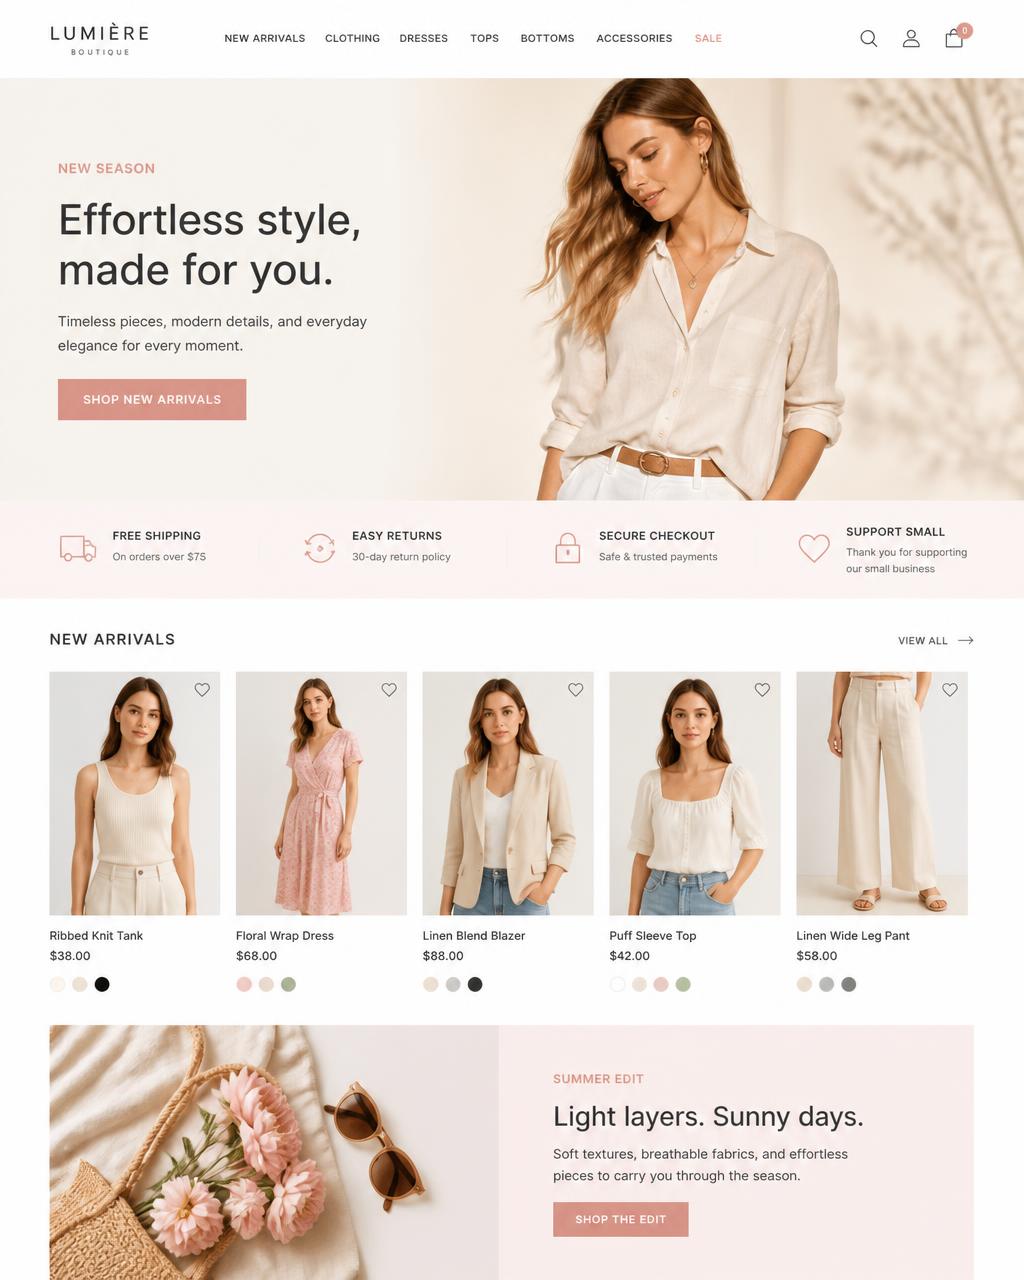 LUMIÈRE
BOUTIQUE
NEW ARRIVALS CLOTHING DRESSES TOPS BOTTOMS ACCESSORIES SALE
0
NEW SEASON
Effortless style,
made for you.
Timeless pieces, modern details, and everyday
elegance for every moment.
SHOP NEW ARRIVALS
FREE SHIPPING
On orders over $75
EASY RETURNS
30-day return policy
SECURE CHECKOUT
Safe & trusted payments
SUPPORT SMALL
Thank you for supporting
our small business
NEW ARRIVALS
VIEW ALL
Ribbed Knit Tank
$38.00
Floral Wrap Dress
$68.00
Linen Blend Blazer
$88.00
Puff Sleeve Top
$42.00
Linen Wide Leg Pant
$58.00
SUMMER EDIT
Light layers. Sunny days.
Soft textures, breathable fabrics, and effortless
pieces to carry you through the season.
SHOP THE EDIT